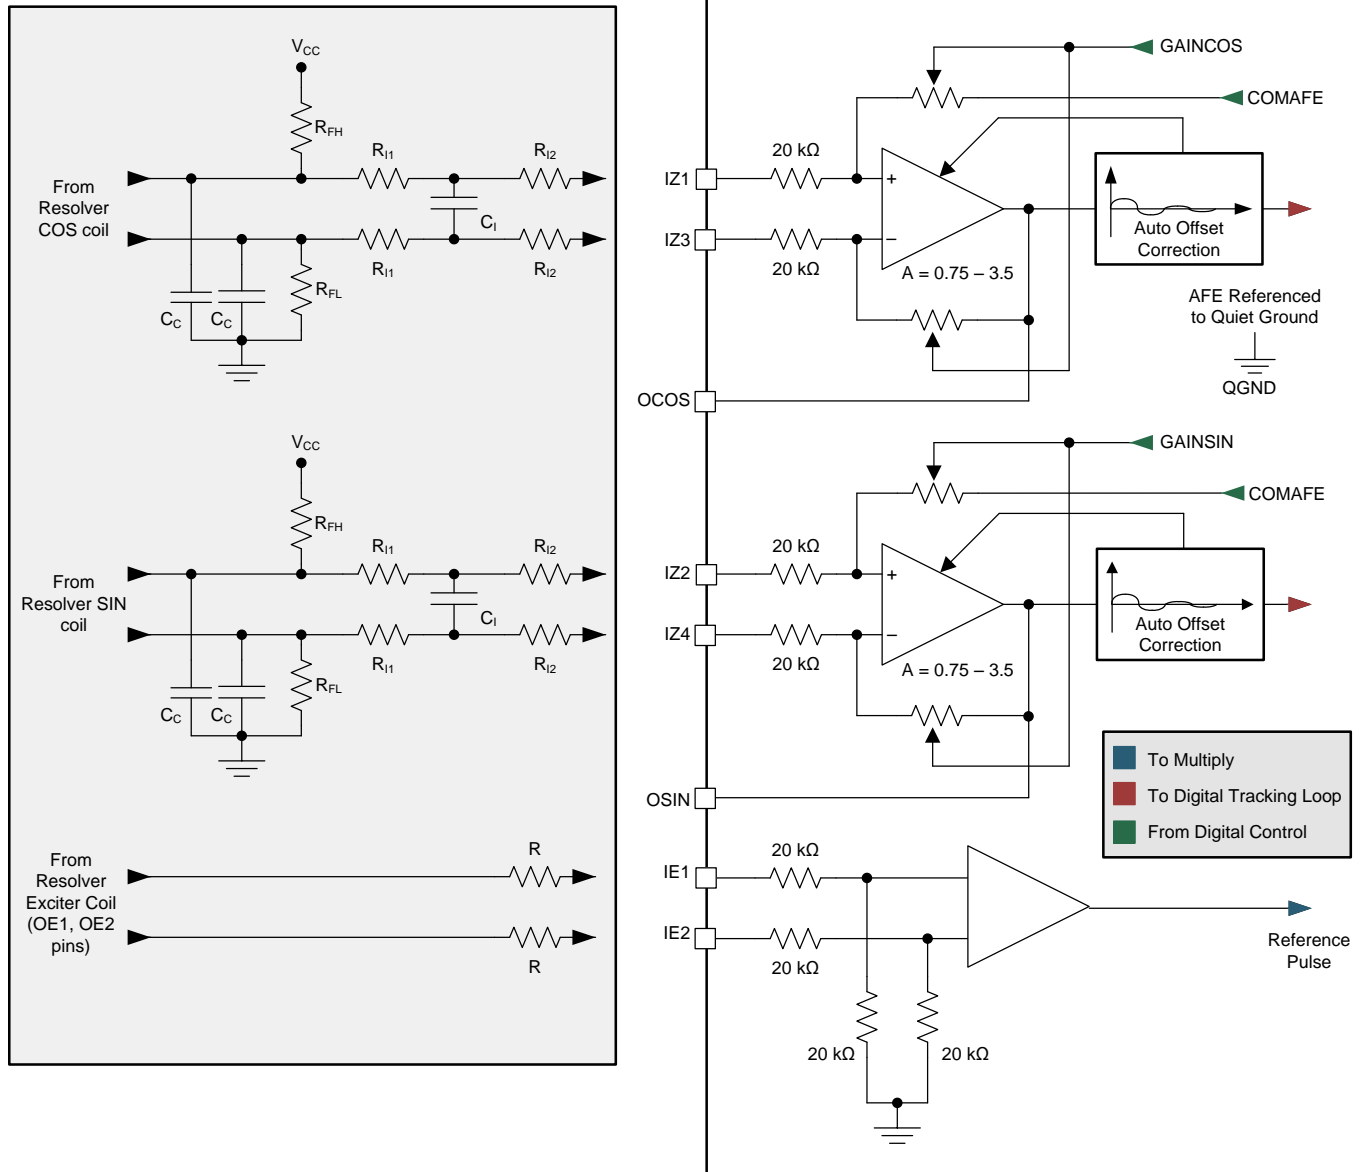 VCC
RFH
RI1
RI2
From
Resolver
COS coil
CI
RI1
RI2
RFL
CC
CC
VCC
RFH
RI1
RI2
From
Resolver SIN
coil
CI
RI1
RI2
RFL
CC
CC
From
Resolver
Exciter Coil
(OE1, OE2
pins)
R
R
GAINCOS
COMAFE
20 kΩ
IZ1
+
IZ3
−
20 kΩ
A = 0.75 – 3.5
Auto Offset
Correction
AFE Referenced
to Quiet Ground
QGND
OCOS
GAINSIN
COMAFE
20 kΩ
IZ2
+
IZ4
−
20 kΩ
A = 0.75 – 3.5
Auto Offset
Correction
OSIN
To Multiply
To Digital Tracking Loop
From Digital Control
20 kΩ
IE1
IE2
20 kΩ
Reference
Pulse
20 kΩ
20 kΩ